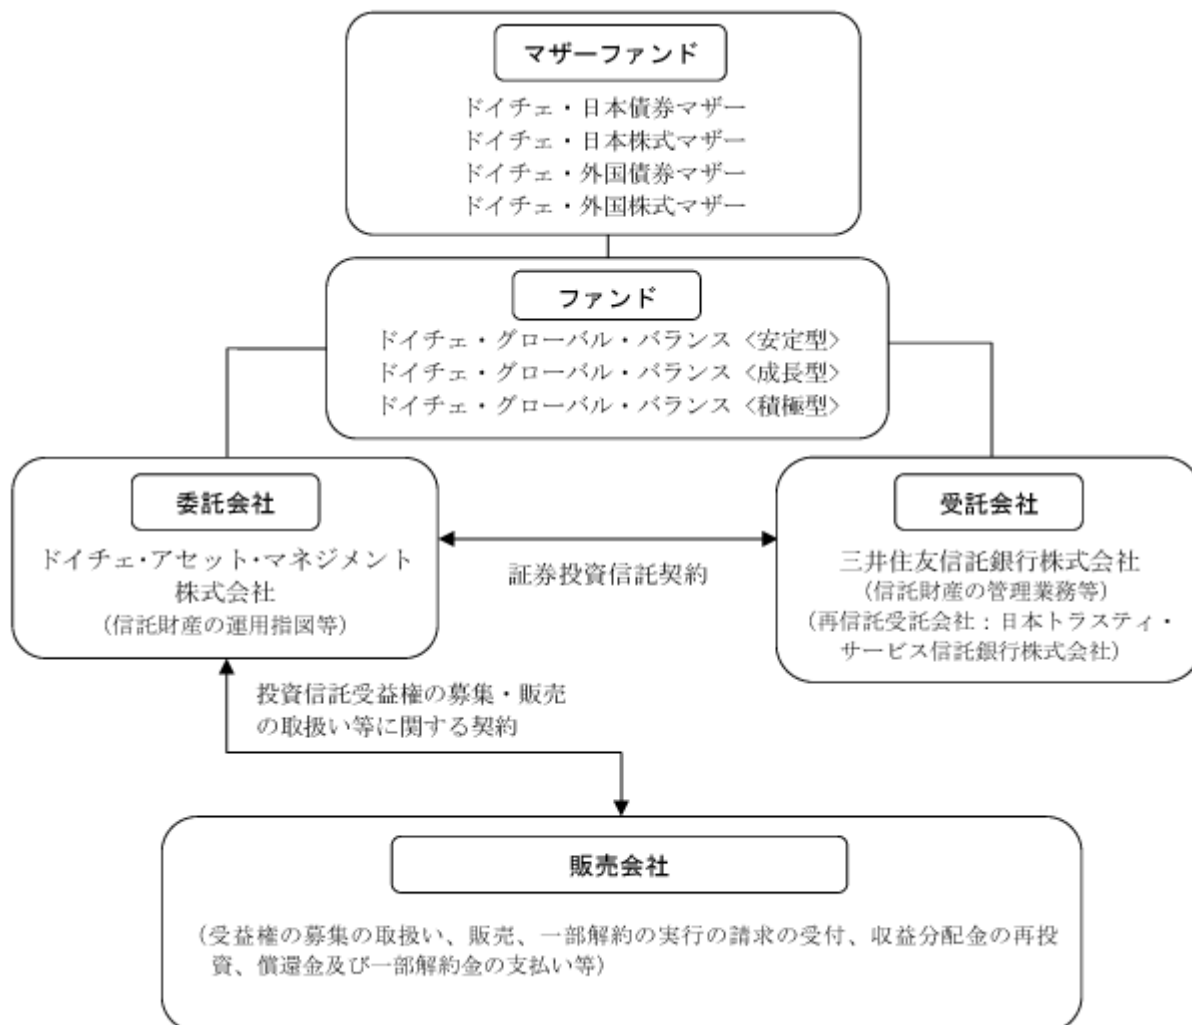 マザーファンド
ドイチェ・日本債券マザー
ドイチェ・日本株式マザー
ドイチェ・外国債券マザー
ドイチェ・外国株式マザー
ファンド
ドイチェ・グローバル・バランス〈安定型〉
ドイチェ・グローバル・バランス〈成長型〉
ドイチェ・グローバル・バランス〈積極型〉
委託会社
ドイチェ・アセット・マネジメント
株式会社
(信託財産の運用指図等)
証券投資信託契約
受託会社
三井住友信託銀行株式会社
(信託財産の管理業務等)
(再信託受託会社：日本トラスティ・
サービス信託銀行株式会社)
投資信託受益権の募集・販売
の取扱い等に関する契約
販売会社
(受益権の募集の取扱い、販売、一部解約の実行の請求の受付、収益分配金の再投
資、償還金及び一部解約金の支払い等)